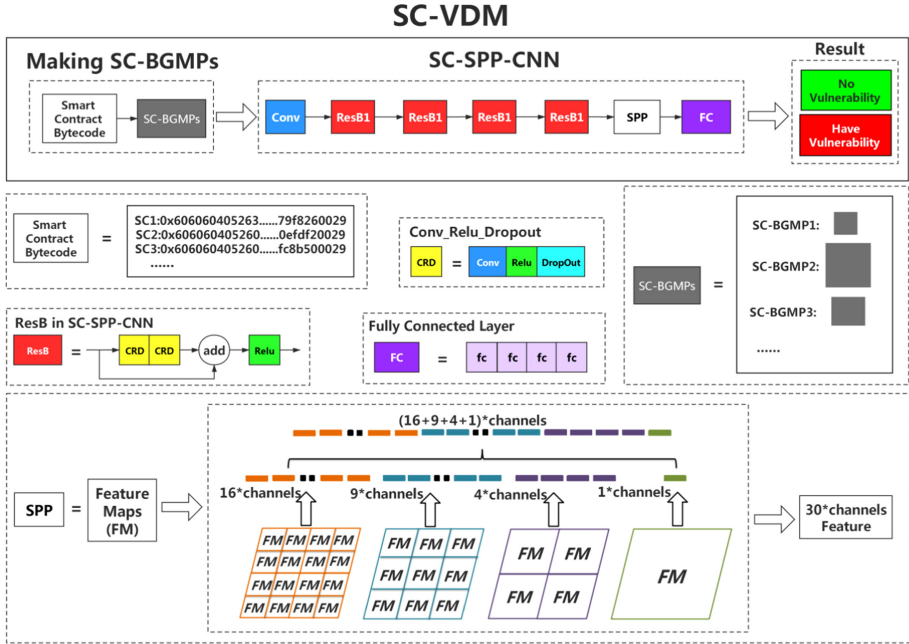 SC-VDM
Making SC-BGMPs
SC-SPP-CNN
Result
Smart
Contract
Bytecode
SC-BGMPs
Conv
ResB1
ResB1
ResB1
ResB1
SPP
FC
No
Vulnerability
Have
Vulnerability
Smart
Contract
Bytecode
=
SC1:0x606060405263......79f8260029
SC2:0x606060405260......0efdf20029
SC3:0x606060405260......fc8b500029
......
Conv_Relu_Dropout
CRD
=
Conv
Relu
DropOut
SC-BGMPs
=
SC-BGMP1:
SC-BGMP2:
SC-BGMP3:
......
ResB in SC-SPP-CNN
ResB
=
CRD
CRD
add
Relu
Fully Connected Layer
FC
=
fc
fc
fc
fc
SPP
=
Feature
Maps
(FM)
(16+9+4+1)*channels
16*channels
9*channels
4*channels
1*channels
FM FM FM FM
FM FM FM FM
FM FM FM FM
FM FM FM FM
FM FM FM
FM FM FM
FM FM FM
FM FM
FM FM
FM
30*channels
Feature